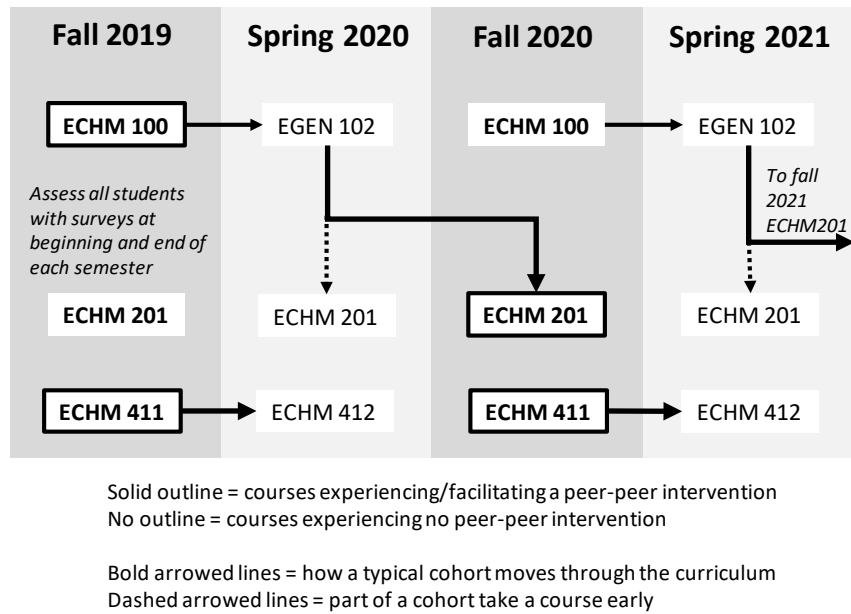 Fall 2019
Spring 2020
Fall 2020
Spring 2021
ECHM 100
EGEN 102
ECHM 100
EGEN 102
Assess all students
with surveys at
beginning and end of
each semester
To fall
2021
ECHM201
ECHM 201
ECHM 201
ECHM 201
ECHM 201
ECHM 411
ECHM 412
ECHM 411
ECHM 412
Solid outline = courses experiencing/facilitating a peer-peer intervention
No outline = courses experiencing no peer-peer intervention
Bold arrowed lines = how a typical cohort moves through the curriculum
Dashed arrowed lines = part of a cohort take a course early